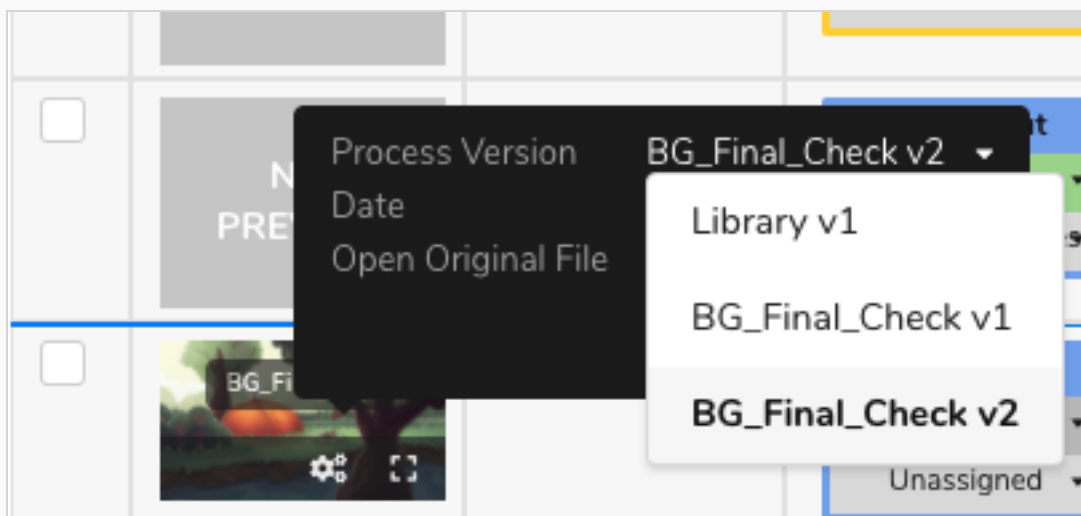 Process Version BG_Final_Check v2
Date
Open Original File
Library v1
BG_Final_Check v1
BG_Final_Check v2
Unassigned